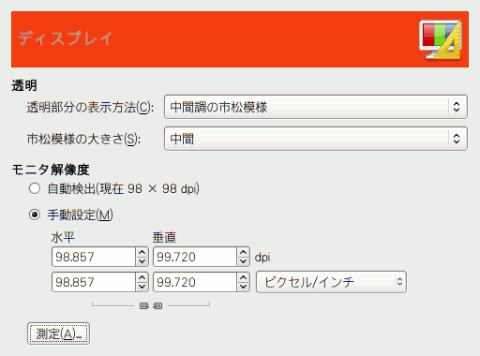 ディスプレイ
透明
透明部分の表示方法(C): 中間調の市松模様
市松模様の大きさ(S): 中間
モニタ解像度
自動検出(現在 98 × 98 dpi)
手動設定(M)
水平 垂直
98.857 99.720 dpi
98.857 99.720 ピクセル/インチ
測定(A)...